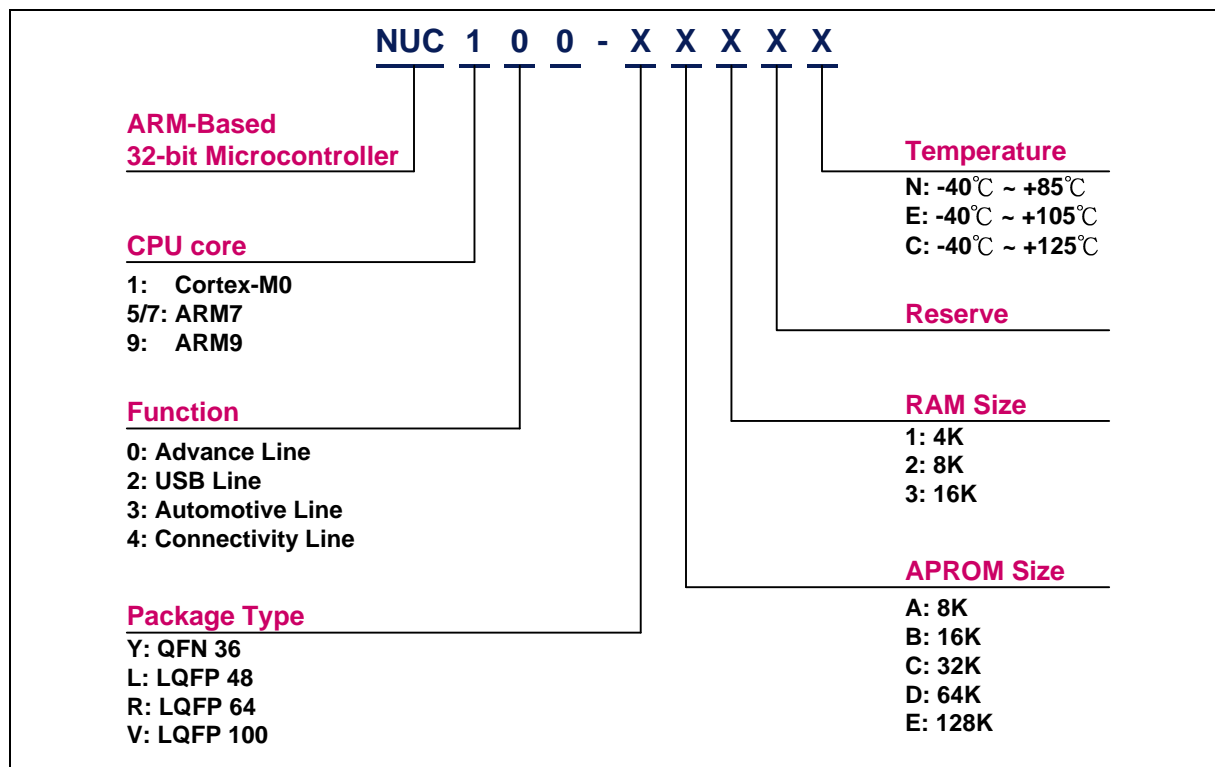 NUC 1 0 0 - X X X X X
ARM-Based
32-bit Microcontroller
CPU core
1: Cortex-M0
5/7: ARM7
9: ARM9
Function
0: Advance Line
2: USB Line
3: Automotive Line
4: Connectivity Line
Package Type
Y: QFN 36
L: LQFP 48
R: LQFP 64
V: LQFP 100
Temperature
N: -40℃ ~ +85℃
E: -40℃ ~ +105℃
C: -40℃ ~ +125℃
Reserve
RAM Size
1: 4K
2: 8K
3: 16K
APROM Size
A: 8K
B: 16K
C: 32K
D: 64K
E: 128K